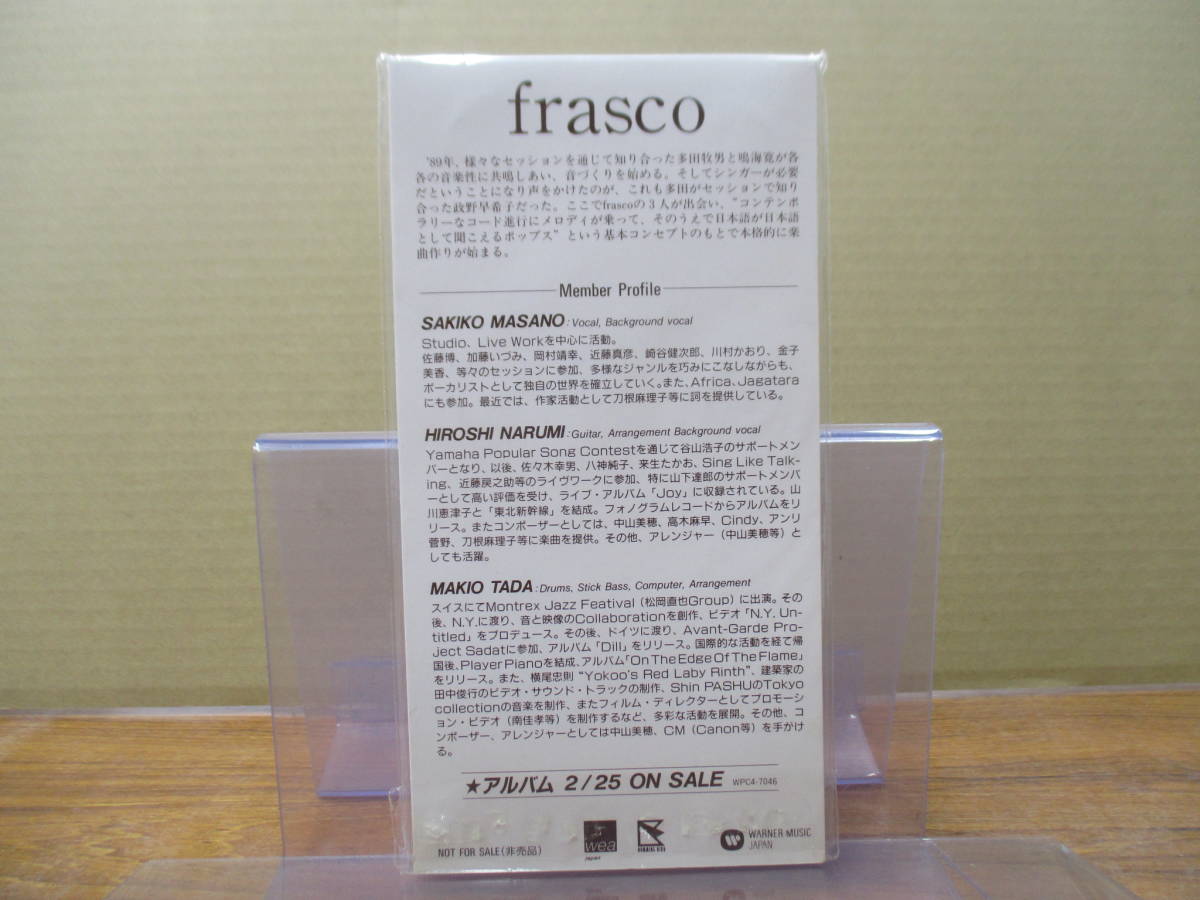 frasco
'89年、様々なセッションを通じて知り合った多田牧男と鳴海寛が各
各の音楽性に共鳴しあい、音づくりを始める。そしてシンガーが必要
だということになり声をかけたのが、これも多田がセッションで知り
合った政野早希子だった。ここでfrascoの3人が出会い、“コンテンポ
ラリーなコード進行にメロディが乗って、そのうえで日本語が日本語
として聞こえるポップス”という基本コンセプトのもとで本格的に楽
曲作りが始まる。
Member Profile
SAKIKO MASANO:Vocal, Background vocal
Studio、Live Workを中心に活動。
佐藤博、加藤いづみ、岡村靖幸、近藤真彦、崎谷健次郎、川村かおり、金子
美香、等々のセッションに参加、多様なジャンルを巧みにこなしながらも、
ボーカリストとして独自の世界を確立していく。また、Africa、Jagatara
にも参加。最近では、作家活動として刀根麻理子等に詞を提供している。
HIROSHI NARUMI:Guitar, Arrangement Background vocal
Yamaha Popular Song Contestを通じて谷山浩子のサポートメン
バーとなり、以後、佐々木幸男、八神純子、来生たかお、Sing Like Talk-
ing、近藤房之助等のライヴワークに参加、特に山下達郎のサポートメンバ
ーとして高い評価を受け、ライブ・アルバム「Joy」に収録されている。山
川恵津子と「東北新幹線」を結成。フォノグラムレコードからアルバムをリ
リース。またコンポーザーとしては、中山美穂、高木麻早、Cindy、アンリ
菅野、刀根麻理子等に楽曲を提供。その他、アレンジャー（中山美穂等）と
しても活躍。
MAKIO TADA:Drums, Stick Bass, Computer, Arrangement
スイスにてMontrex Jazz Featival（松岡直也Group）に出演。その
後、N.Y.に渡り、音と映像のCollaborationを創作、ビデオ「N.Y. Un-
titled」をプロデュース。その後、ドイツに渡り、Avant-Garde Pro-
ject Sadatに参加、アルバム「Dill」をリリース。国際的な活動を経て帰
国後、Player Pianoを結成、アルバム「On The Edge Of The Flame」
をリリース。また、横尾忠則“Yokoo's Red Laby Rinth”、建築家の
田中俊行のビデオ・サウンド・トラックの制作、Shin PASHUのTokyo
collectionの音楽を制作、またフィルム・ディレクターとしてプロモーシ
ョン・ビデオ（南佳孝等）を制作するなど、多彩な活動を展開。その他、コ
ンポーザー、アレンジャーとしては中山美穂、CM（Canon等）を手がけ
る。
★アルバム 2/25 ON SALE WPC4-7046
NOT FOR SALE（非売品）
wea
japan
WARNER MUSIC
JAPAN